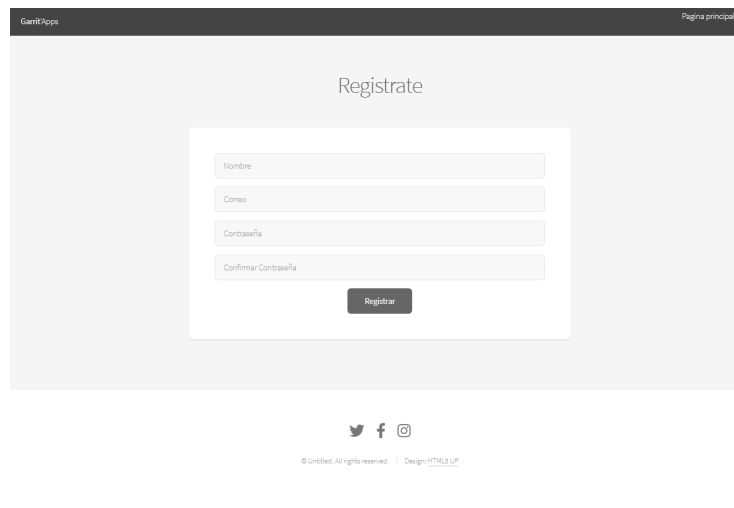 Garrit'Apps
Pagina principal
Registrate
Nombre
Correo
Contraseña
Confirmar Contraseña
Registrar
© Untitled. All rights reserved. | Design: HTML5 UP